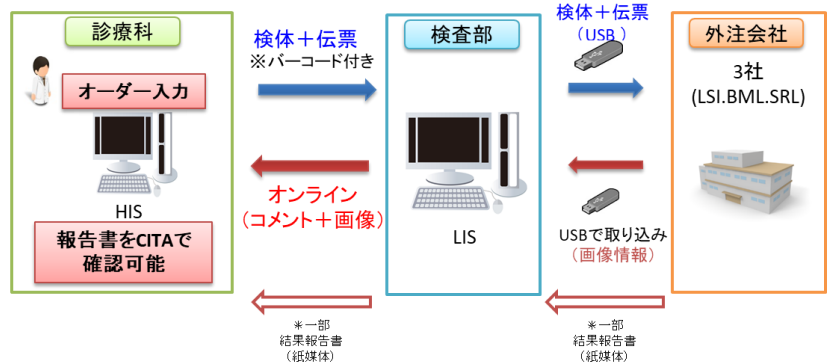 診療科
オーダー入力
HIS
報告書をCITAで
確認可能
検体＋伝票
※バーコード付き
オンライン
（コメント＋画像）
＊一部
結果報告書
（紙媒体）
検査部
LIS
検体＋伝票
（USB）
USBで取り込み
（画像情報）
＊一部
結果報告書
（紙媒体）
外注会社
3社
(LSI.BML.SRL)